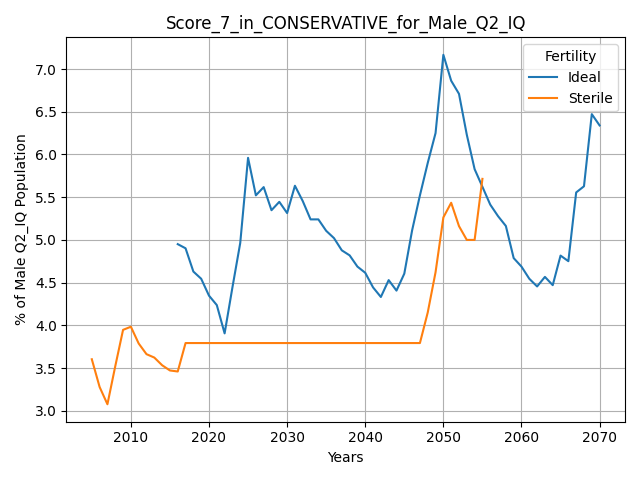 Score_7_in_CONSERVATIVE_for_Male_Q2_IQ
Fertility
Ideal
Sterile
% of Male Q2_IQ Population
7.0
6.5
6.0
5.5
5.0
4.5
4.0
3.5
3.0
2010 2020 2030 2040 2050 2060 2070
Years